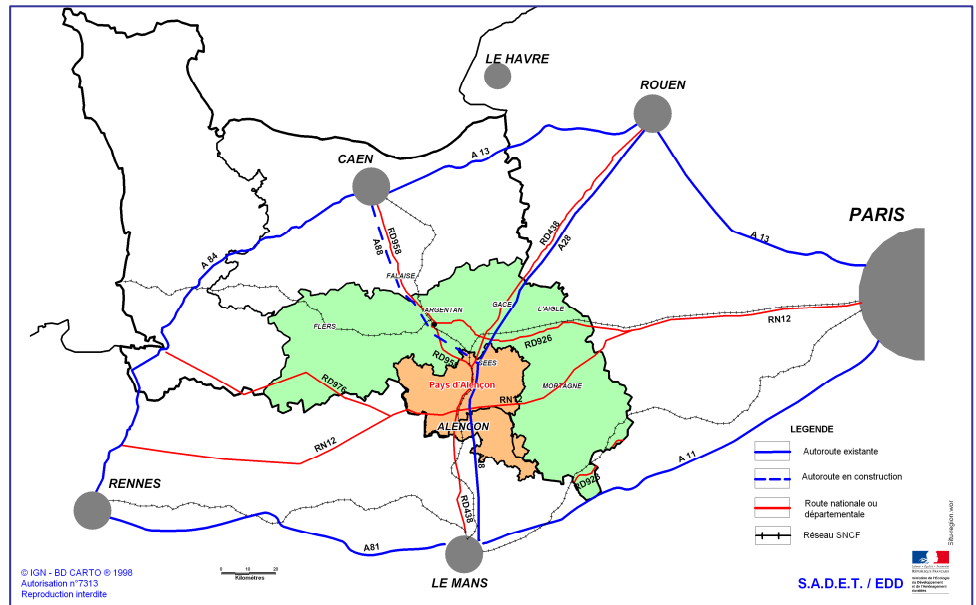 LE HAVRE
ROUEN
CAEN
A 13
PARIS
A 13
RD958
A88
RD438
A28
A 84
FALAISE
ARGENTAN
GACE
L'AIGLE
FLERS
RN12
RD926
SEES
RD976
Pays d'Alençon
MORTAGNE
RN12
ALENCON
RN12
A 11
RD438
RENNES
A81
LE MANS
LEGENDE
Autoroute existante
Autoroute en construction
Route nationale ou
départementale
Réseau SNCF
Kilomètres
© IGN - BD CARTO ® 1998
Autorisation n°7313
Reproduction interdite
S.A.D.E.T. / EDD
RÉPUBLIQUE FRANÇAISE